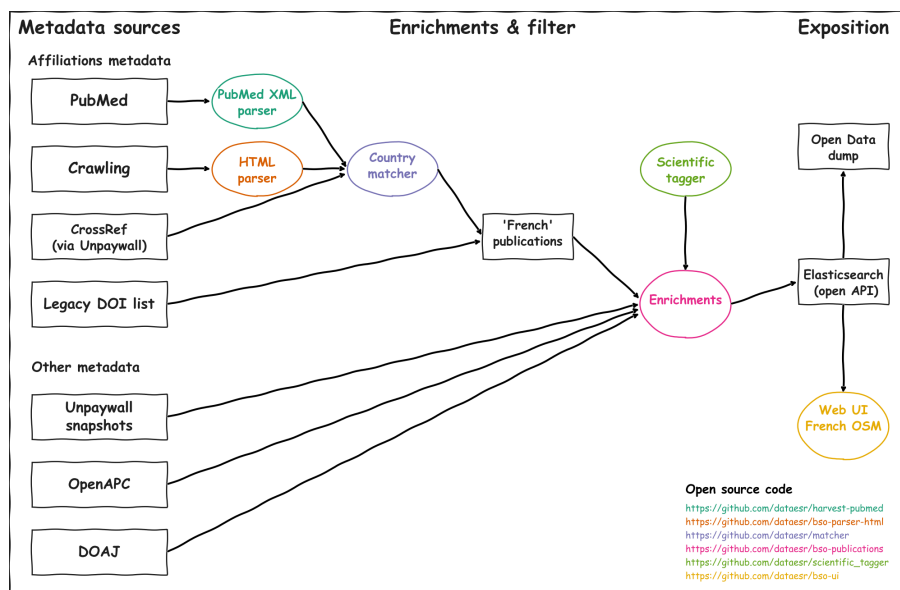 Metadata sources
Enrichments & filter
Exposition
Affiliations metadata
PubMed
PubMed XML
parser
Crawling
HTML
parser
Country
matcher
Scientific
tagger
Open Data
dump
CrossRef
(via Unpaywall)
'French'
publications
Legacy DOI list
Enrichments
Elasticsearch
(open API)
Other metadata
Unpaywall
snapshots
Web UI
French OSM
OpenAPC
DOAJ
Open source code
https://github.com/dataesr/harvest-pubmed
https://github.com/dataesr/bso-parser-html
https://github.com/dataesr/matcher
https://github.com/dataesr/bso-publications
https://github.com/dataesr/scientific_tagger
https://github.com/dataesr/bso-ui